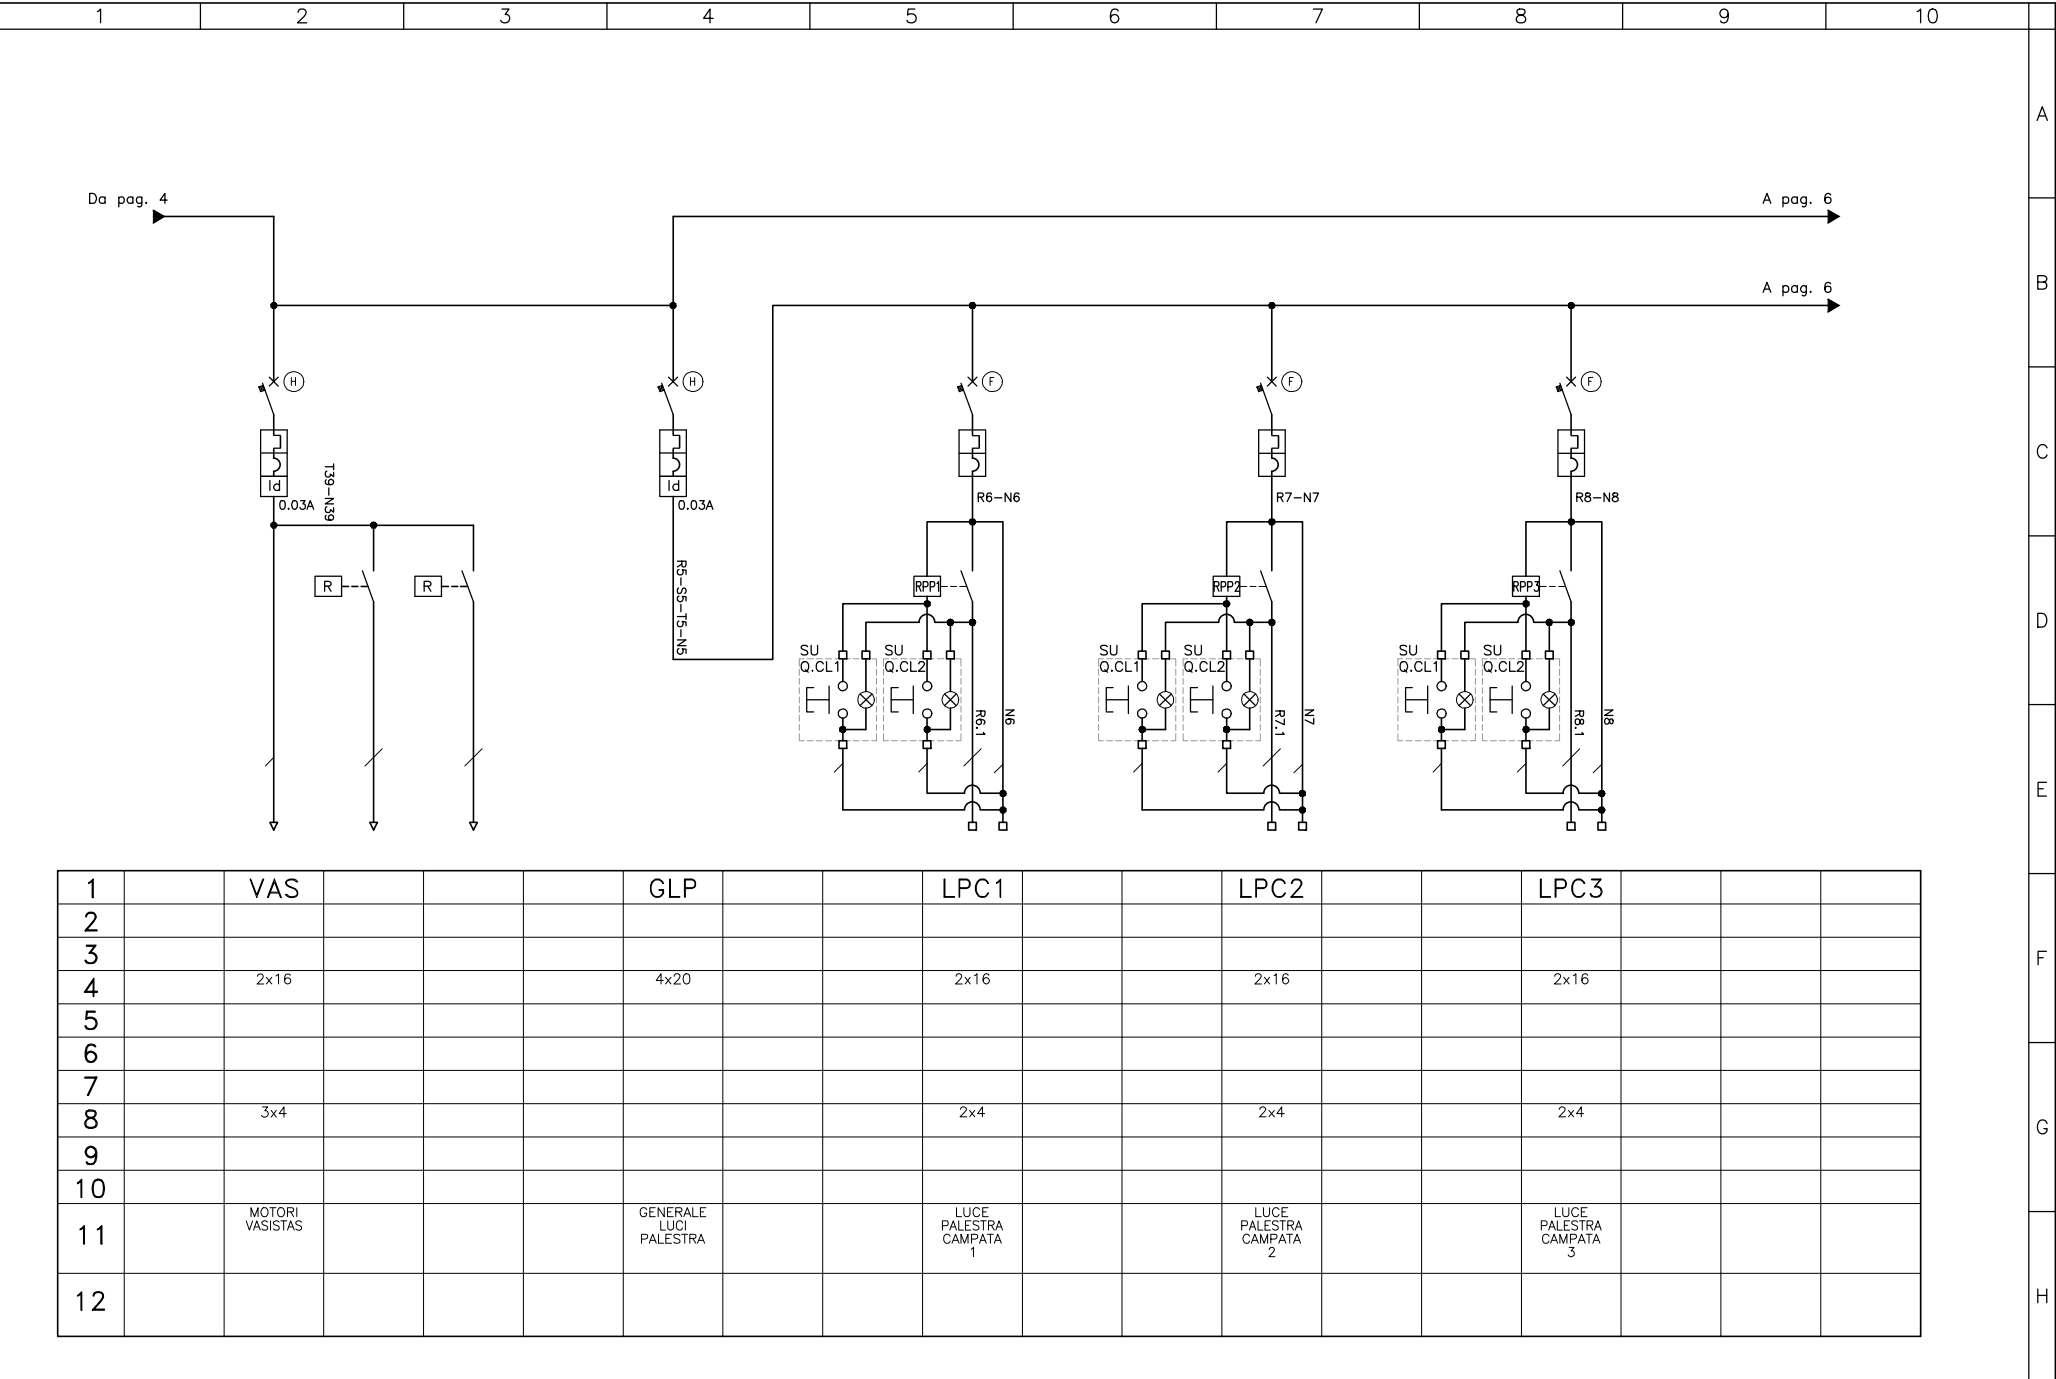 1 2 3 4 5 6 7 8 9 10
A
Da pag. 4
A pag. 6
B
A pag. 6
H
H
F
F
F
C
T39-N39
Id
Id
0.03A
0.03A
R6-N6
R7-N7
R8-N8
R5-S5-T5-N5
R
R
RPP1
RPP2
RPP3
D
SU
Q.CL1
SU
Q.CL2
SU
Q.CL1
SU
Q.CL2
SU
Q.CL1
SU
Q.CL2
R6.1
N6
R7.1
N7
R8.1
N8
E
1 VAS GLP LPC1 LPC2 LPC3
2
3
F
4 2x16 4x20 2x16 2x16 2x16
5
6
7
8 3x4 2x4 2x4 2x4
G
9
10
11
MOTORI
VASISTAS
GENERALE
LUCI
PALESTRA
LUCE
PALESTRA
CAMPATA
1
LUCE
PALESTRA
CAMPATA
2
LUCE
PALESTRA
CAMPATA
3
12
H